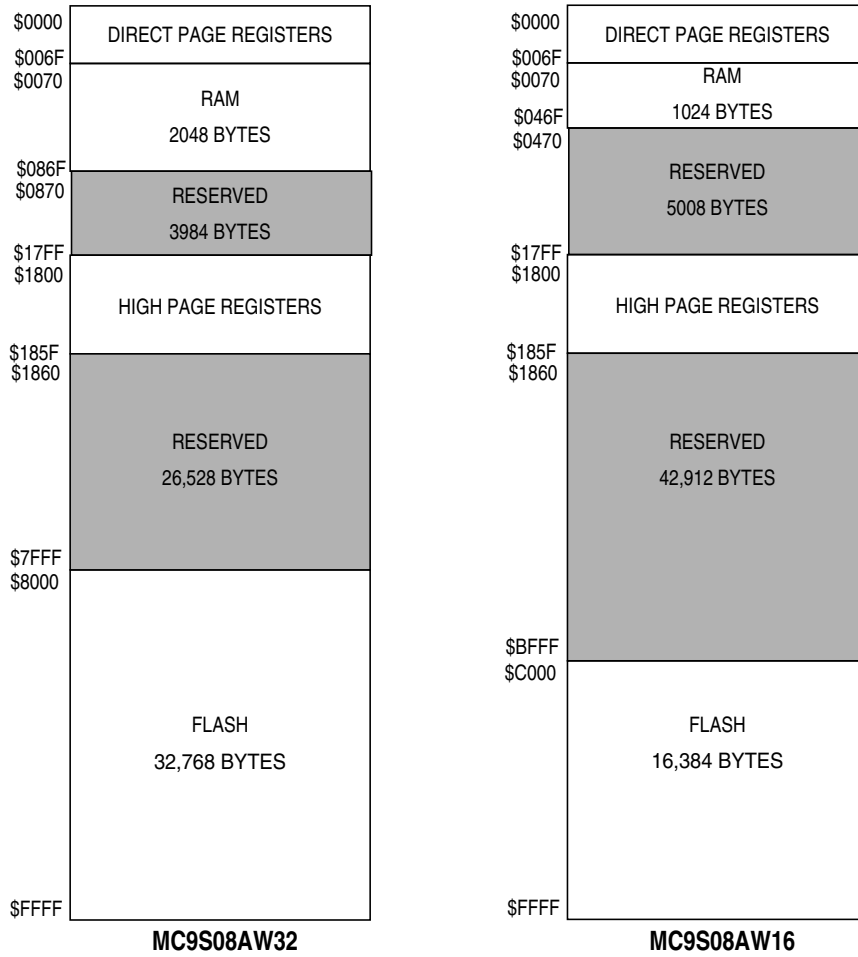 $0000
DIRECT PAGE REGISTERS
$006F
$0070
RAM
2048 BYTES
$086F
$0870
RESERVED
3984 BYTES
$17FF
$1800
HIGH PAGE REGISTERS
$185F
$1860
RESERVED
26,528 BYTES
$7FFF
$8000
FLASH
32,768 BYTES
$FFFF
MC9S08AW32
$0000
DIRECT PAGE REGISTERS
$006F
$0070
RAM
1024 BYTES
$046F
$0470
RESERVED
5008 BYTES
$17FF
$1800
HIGH PAGE REGISTERS
$185F
$1860
RESERVED
42,912 BYTES
$BFFF
$C000
FLASH
16,384 BYTES
$FFFF
MC9S08AW16